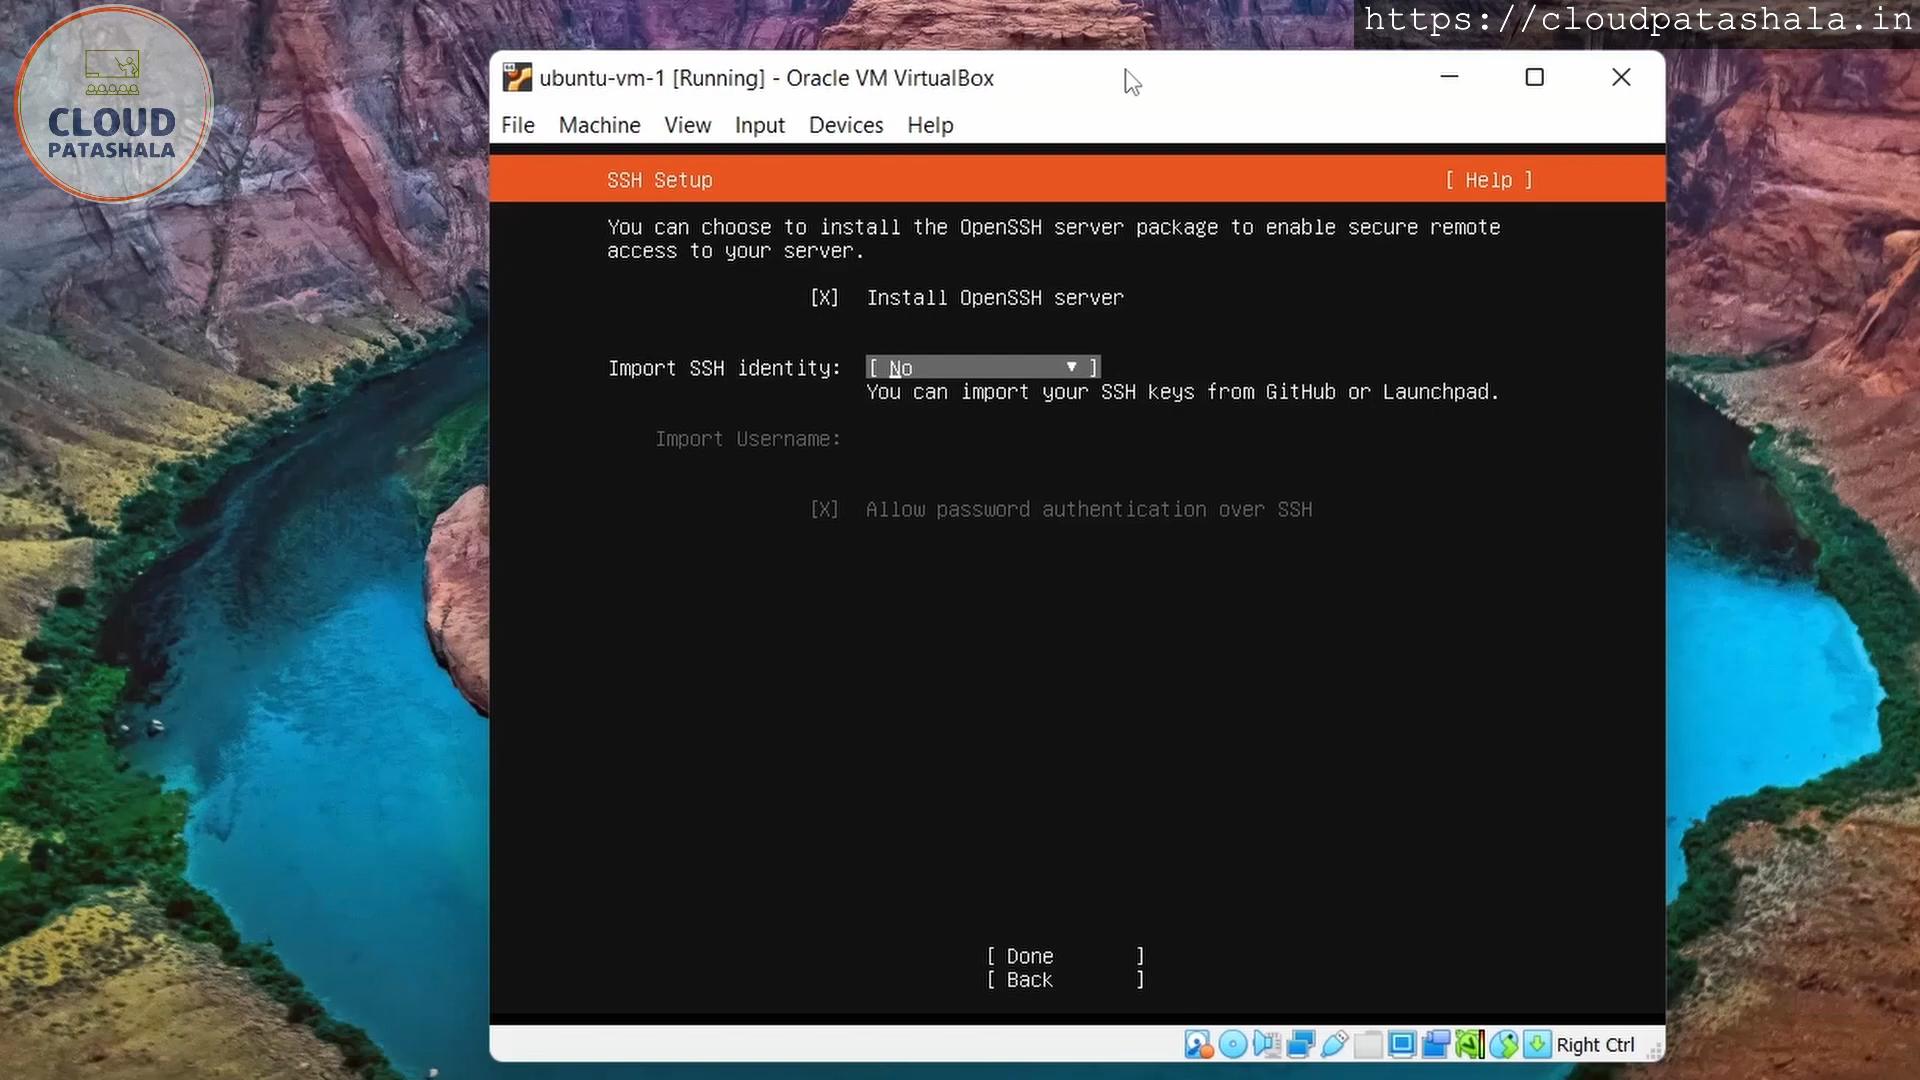 https://cloudpatashala.in
CLOUD
PATASHALA
ubuntu-vm-1 [Running] - Oracle VM VirtualBox
File Machine View Input Devices Help
SSH Setup [ Help ]
You can choose to install the OpenSSH server package to enable secure remote
access to your server.
[X] Install OpenSSH server
Import SSH identity: [ No ▼ ]
You can import your SSH keys from GitHub or Launchpad.
Import Username:
[X] Allow password authentication over SSH
[ Done ]
[ Back ]
Right Ctrl